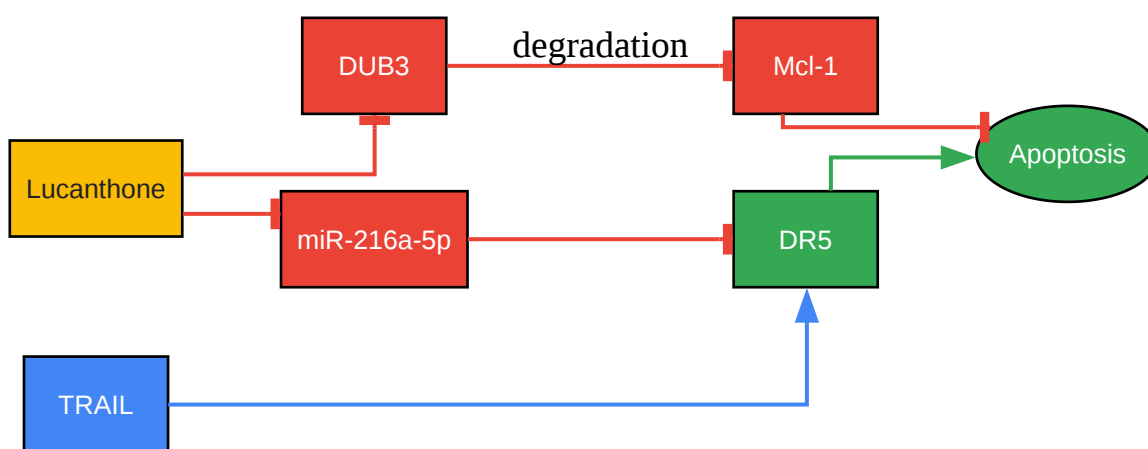 degradation
DUB3
Mcl-1
Apoptosis
Lucanthone
miR-216a-5p
DR5
TRAIL